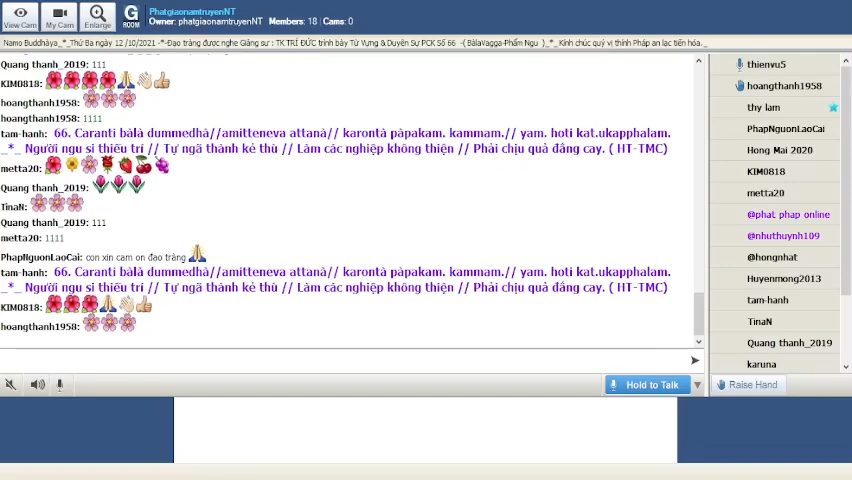 View Cam
My Cam
Enlarge
G
ROOM
PhatgiaonamtruyenNT
Owner: phatgiaonamtruyenNT Members: 18 | Cams: 0
Namo Buddhàya_*_Thứ Ba ngày 12 /10/2021 -*-Đạo tràng được nghe Giảng sư : TK TRÍ ĐỨC trình bày Từ Vựng & Duyên Sự PCK Số 66 -( BàlaVagga-Phẩm Ngu )_*_ Kính chúc quý vị thính Pháp an lạc tiến hóa._
Quang thanh_2019: 111
KIM0818:
hoangthanh1958:
hoangthanh1958: 1111
tam-hanh: 66. Caranti bàlà dummedhà//amitteneva attanà// karontà pàpakam. kammam.// yam. hoti kat.ukapphalam.
_*_ Người ngu si thiếu trí // Tự ngã thành kẻ thù // Làm các nghiệp không thiện // Phải chịu quả đắng cay. ( HT-TMC)
metta20:
Quang thanh_2019:
TinaN:
Quang thanh_2019: 111
metta20: 1111
PhapNguonLaoCai: con xin cam on đao tràng
tam-hanh: 66. Caranti bàlà dummedhà//amitteneva attanà// karontà pàpakam. kammam.// yam. hoti kat.ukapphalam.
_*_ Người ngu si thiếu trí // Tự ngã thành kẻ thù // Làm các nghiệp không thiện // Phải chịu quả đắng cay. ( HT-TMC)
KIM0818:
hoangthanh1958:
Hold to Talk
thienvu5
hoangthanh1958
thy lam
PhapNguonLaoCai
Hong Mai 2020
KIM0818
metta20
@phat phap online
@nhuthuynh109
@hongnhat
Huyenmong2013
tam-hanh
TinaN
Quang thanh_2019
karuna
Raise Hand